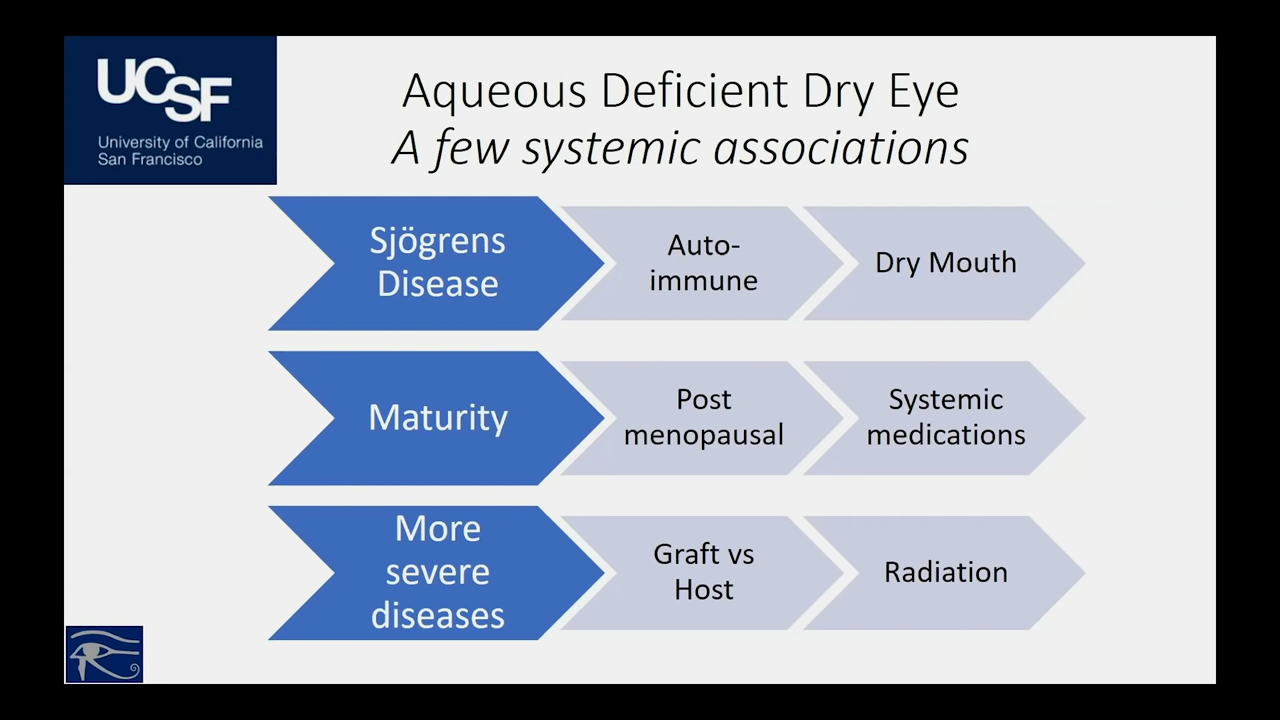 UCSF
University of California
San Francisco
Aqueous Deficient Dry Eye
A few systemic associations
Sjögrens
Disease
Auto-
immune
Dry Mouth
Maturity
Post
menopausal
Systemic
medications
More
severe
diseases
Graft vs
Host
Radiation